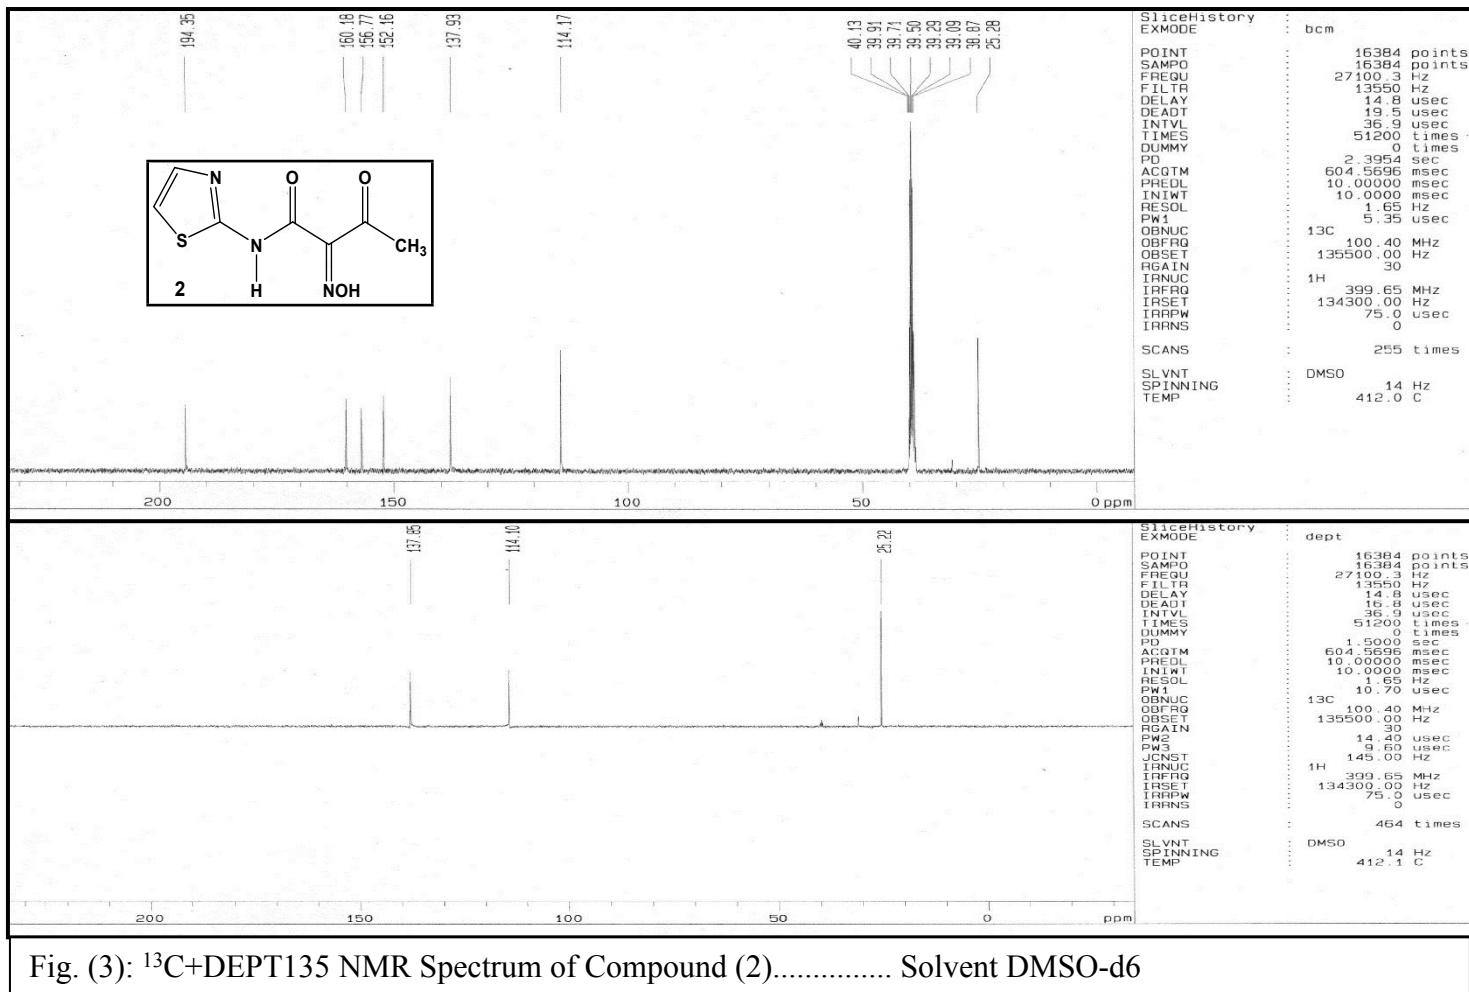 194.35
160.18
156.77
152.16
137.93
114.17
40.13
39.91
39.71
39.50
39.29
39.09
38.87
25.28
N
O
O
S
N
CH3
2
H
NOH
200
150
100
50
0 ppm
SliceHistory :
EXMODE : bcm
POINT : 16384 points
SAMPO : 16384 points
FREQU : 27100.3 Hz
FILTR : 13550 Hz
DELAY : 14.8 usec
DEADT : 19.5 usec
INTVL : 36.9 usec
TIMES : 51200 times
DUMMY : 0 times
PD : 2.3954 sec
ACQTM : 604.5696 msec
PREDL : 10.00000 msec
INIWT : 10.0000 msec
RESOL : 1.65 Hz
PW1 : 5.35 usec
OBNUC : 13C
OBFRQ : 100.40 MHz
OBSET : 135500.00 Hz
RGAIN : 30
IRNUC : 1H
IRFRQ : 399.65 MHz
IRSET : 134300.00 Hz
IRRPW : 75.0 usec
IRRNS : 0
SCANS : 255 times
SLVNT : DMSO
SPINNING : 14 Hz
TEMP : 412.0 C
137.85
114.10
25.22
200
150
100
50
0
ppm
SliceHistory :
EXMODE : dept
POINT : 16384 points
SAMPO : 16384 points
FREQU : 27100.3 Hz
FILTR : 13550 Hz
DELAY : 14.8 usec
DEADT : 16.8 usec
INTVL : 36.9 usec
TIMES : 51200 times
DUMMY : 0 times
PD : 1.5000 sec
ACQTM : 604.5696 msec
PREDL : 10.00000 msec
INIWT : 10.0000 msec
RESOL : 1.65 Hz
PW1 : 10.70 usec
OBNUC : 13C
OBFRQ : 100.40 MHz
OBSET : 135500.00 Hz
RGAIN : 30
PW2 : 14.40 usec
PW3 : 9.60 usec
JCNST : 145.00 Hz
IRNUC : 1H
IRFRQ : 399.65 MHz
IRSET : 134300.00 Hz
IRRPW : 75.0 usec
IRRNS : 0
SCANS : 464 times
SLVNT : DMSO
SPINNING : 14 Hz
TEMP : 412.1 C
Fig. (3): 13C+DEPT135 NMR Spectrum of Compound (2)............... Solvent DMSO-d6